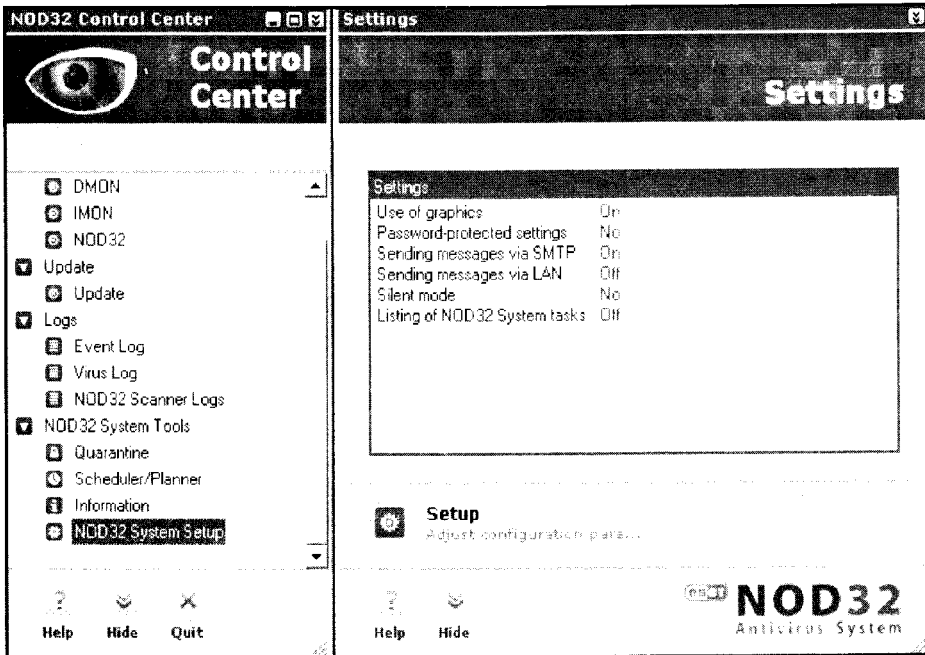 NOD32 Control Center
Control
Center
DMON
IMON
NOD32
Update
Update
Logs
Event Log
Virus Log
NOD32 Scanner Logs
NOD32 System Tools
Quarantine
Scheduler/Planner
Information
NOD32 System Setup
Help Hide Quit
Settings
Settings
Settings
Use of graphics On
Password-protected settings No
Sending messages via SMTP On
Sending messages via LAN Off
Silent mode No
Listing of NOD32 System tasks Off
Setup
Adjust configuration para...
Help Hide
eset NOD32
Antivirus System